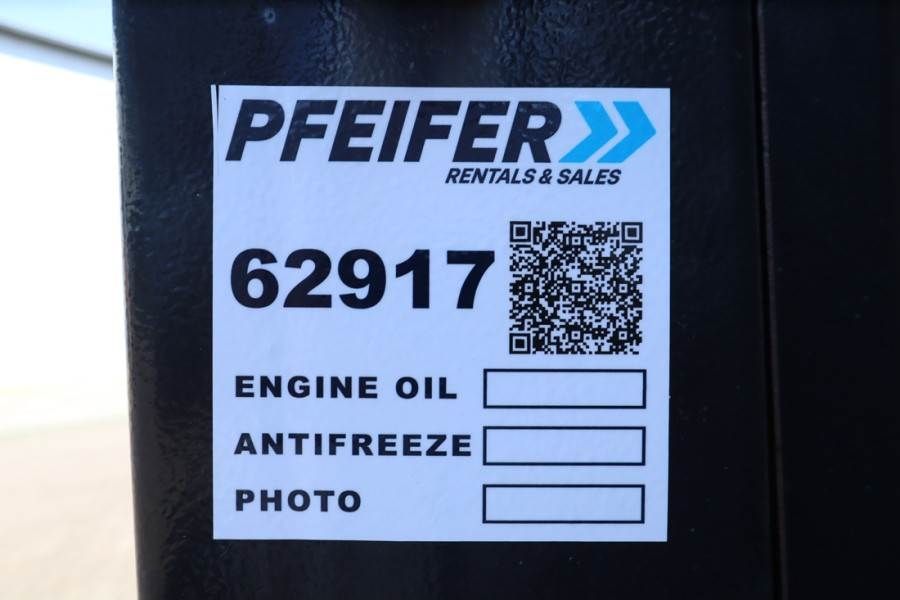 PFEIFER
RENTALS & SALES
62917
ENGINE OIL
ANTIFREEZE
PHOTO